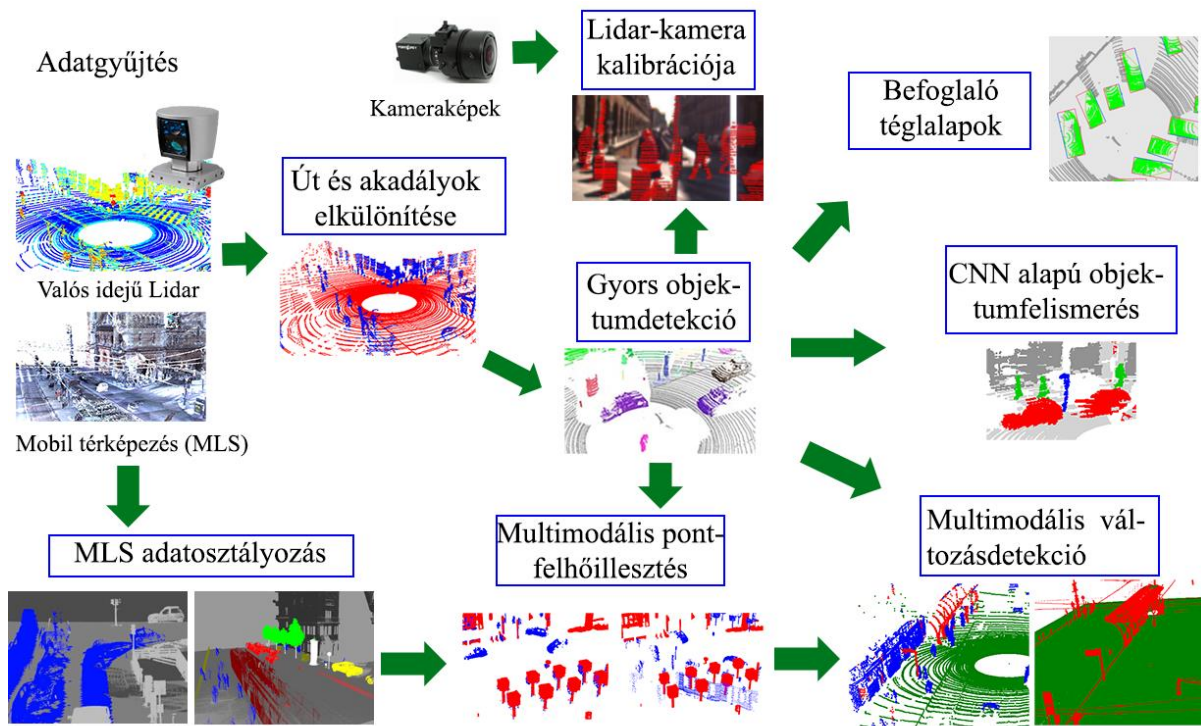 Adatgyűjtés
Kameraképek
Lidar-kamera
kalibrációja
Befoglaló
téglalapok
Út és akadályok
elkülönítése
Valós idejű Lidar
Gyors objek-
tumdetekció
CNN alapú objek-
tumfelismerés
Mobil térképezés (MLS)
MLS adatosztályozás
Multimodális pont-
felhőillesztés
Multimodális vál-
tozásdetekció